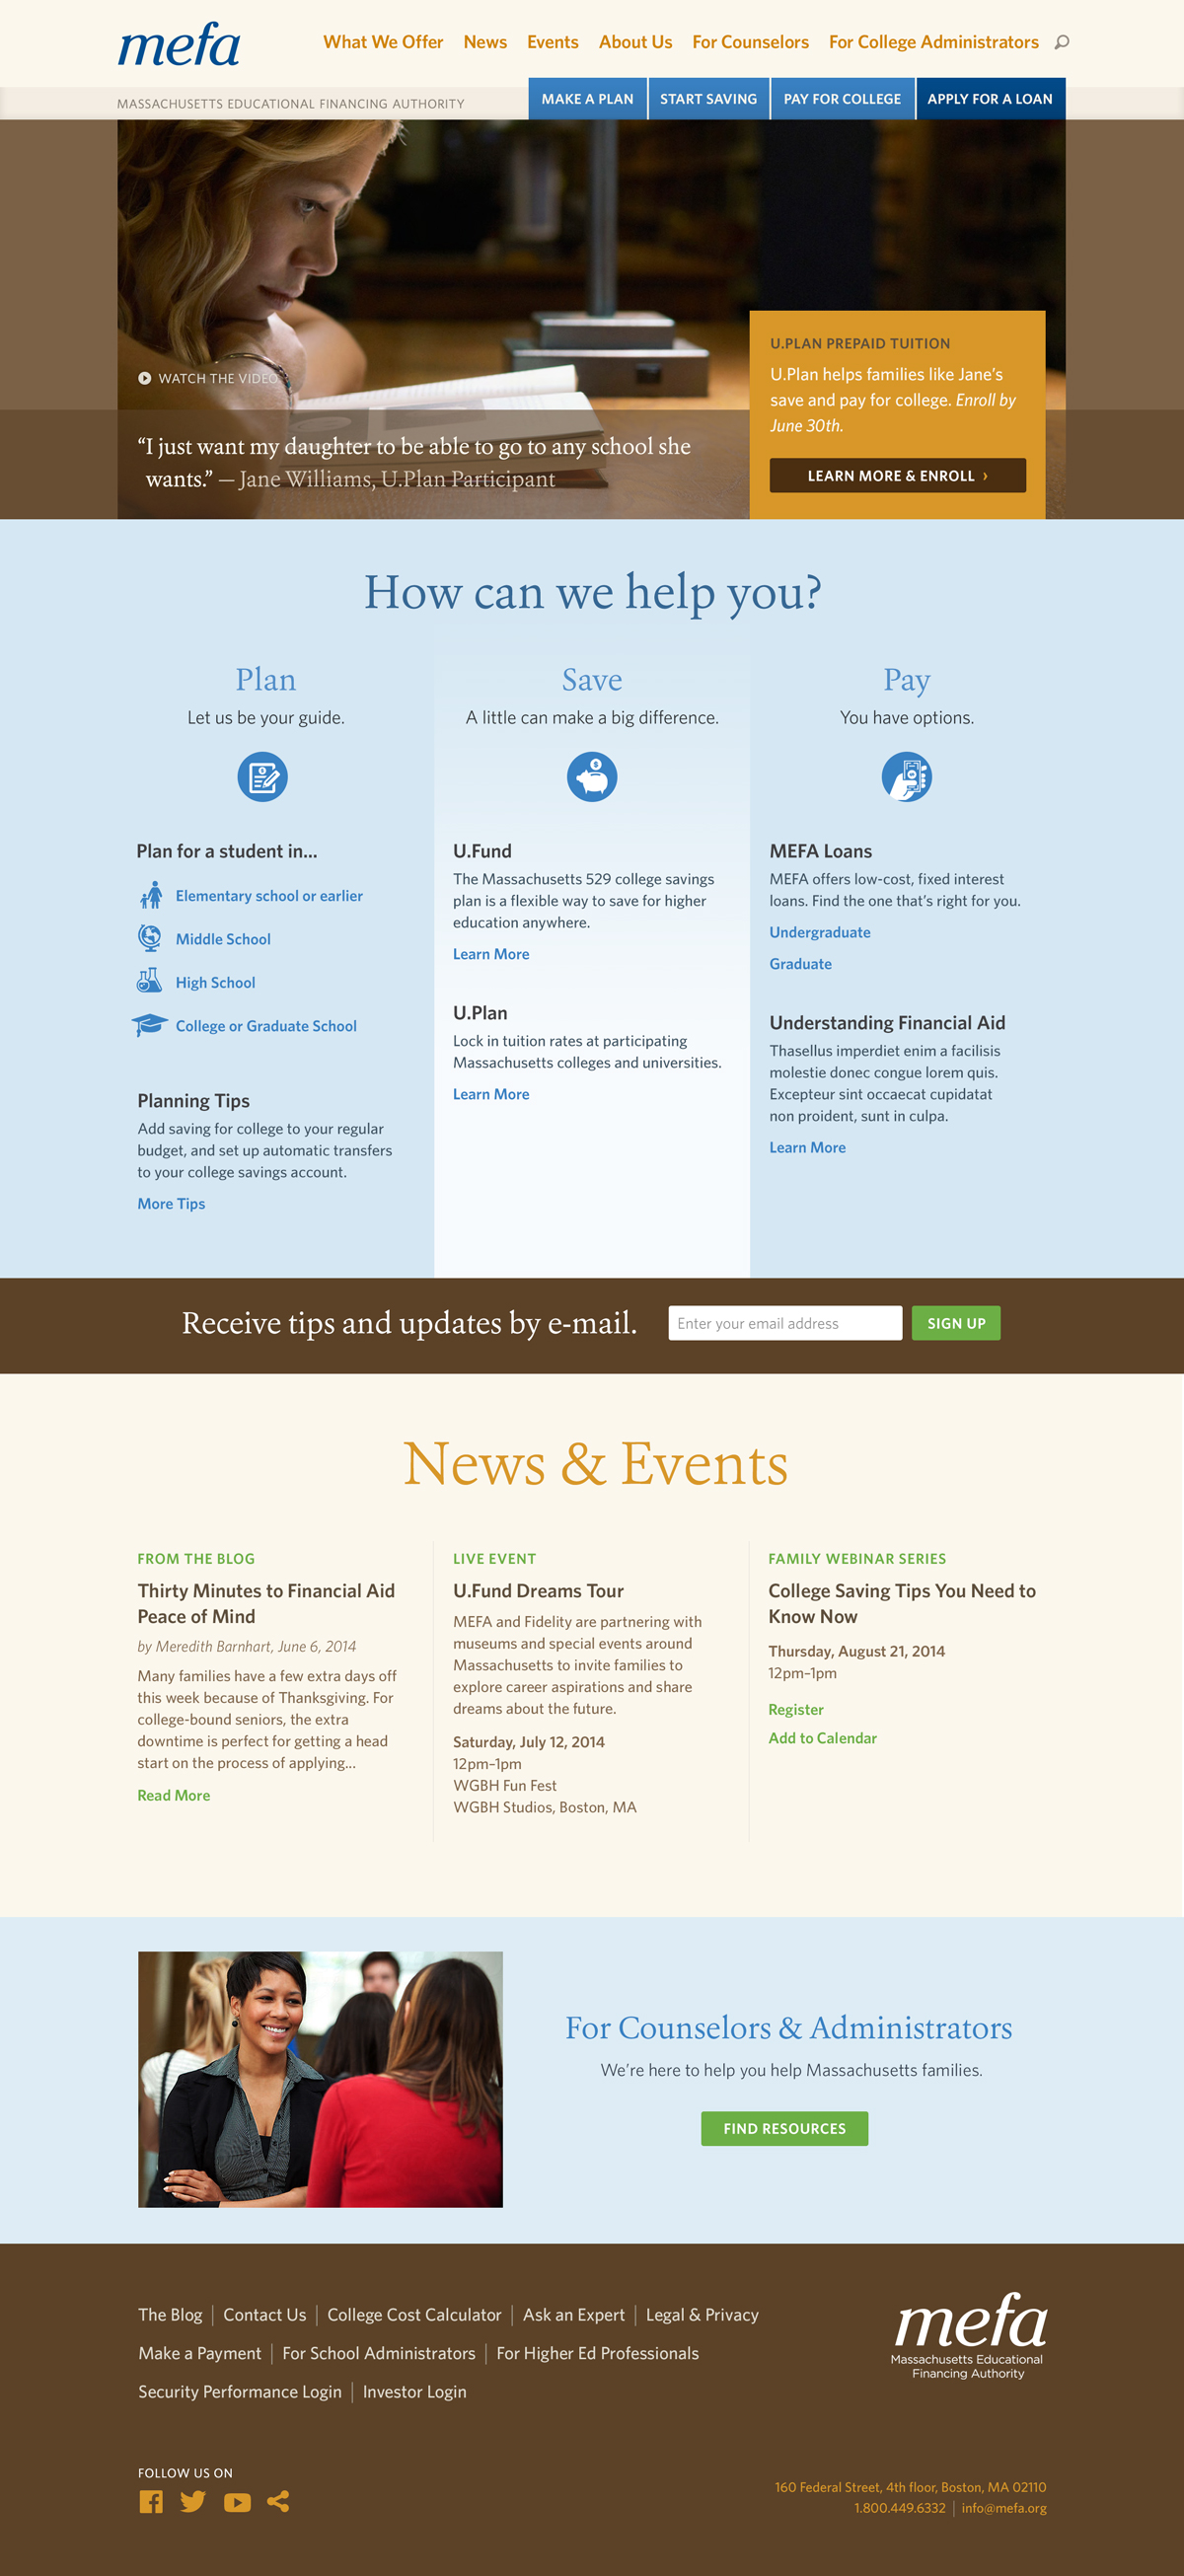 mefa
What We Offer News Events About Us For Counselors For College Administrators
MASSACHUSETTS EDUCATIONAL FINANCING AUTHORITY
MAKE A PLAN START SAVING PAY FOR COLLEGE APPLY FOR A LOAN
WATCH THE VIDEO
“I just want my daughter to be able to go to any school she
wants.” — Jane Williams, U.Plan Participant
U.PLAN PREPAID TUITION
U.Plan helps families like Jane’s
save and pay for college. Enroll by
June 30th.
LEARN MORE & ENROLL ›
How can we help you?
Plan
Let us be your guide.
Plan for a student in...
Elementary school or earlier
Middle School
High School
College or Graduate School
Planning Tips
Add saving for college to your regular
budget, and set up automatic transfers
to your college savings account.
More Tips
Save
A little can make a big difference.
$
U.Fund
The Massachusetts 529 college savings
plan is a flexible way to save for higher
education anywhere.
Learn More
U.Plan
Lock in tuition rates at participating
Massachusetts colleges and universities.
Learn More
Pay
You have options.
MEFA Loans
MEFA offers low-cost, fixed interest
loans. Find the one that’s right for you.
Undergraduate
Graduate
Understanding Financial Aid
Thasellus imperdiet enim a facilisis
molestie donec congue lorem quis.
Excepteur sint occaecat cupidatat
non proident, sunt in culpa.
Learn More
Receive tips and updates by e-mail.
Enter your email address
SIGN UP
News & Events
FROM THE BLOG
Thirty Minutes to Financial Aid
Peace of Mind
by Meredith Barnhart, June 6, 2014
Many families have a few extra days off
this week because of Thanksgiving. For
college-bound seniors, the extra
downtime is perfect for getting a head
start on the process of applying...
Read More
LIVE EVENT
U.Fund Dreams Tour
MEFA and Fidelity are partnering with
museums and special events around
Massachusetts to invite families to
explore career aspirations and share
dreams about the future.
Saturday, July 12, 2014
12pm–1pm
WGBH Fun Fest
WGBH Studios, Boston, MA
FAMILY WEBINAR SERIES
College Saving Tips You Need to
Know Now
Thursday, August 21, 2014
12pm–1pm
Register
Add to Calendar
For Counselors & Administrators
We’re here to help you help Massachusetts families.
FIND RESOURCES
The Blog | Contact Us | College Cost Calculator | Ask an Expert | Legal & Privacy
Make a Payment | For School Administrators | For Higher Ed Professionals
Security Performance Login | Investor Login
mefa
Massachusetts Educational
Financing Authority
FOLLOW US ON
160 Federal Street, 4th floor, Boston, MA 02110
1.800.449.6332 | info@mefa.org